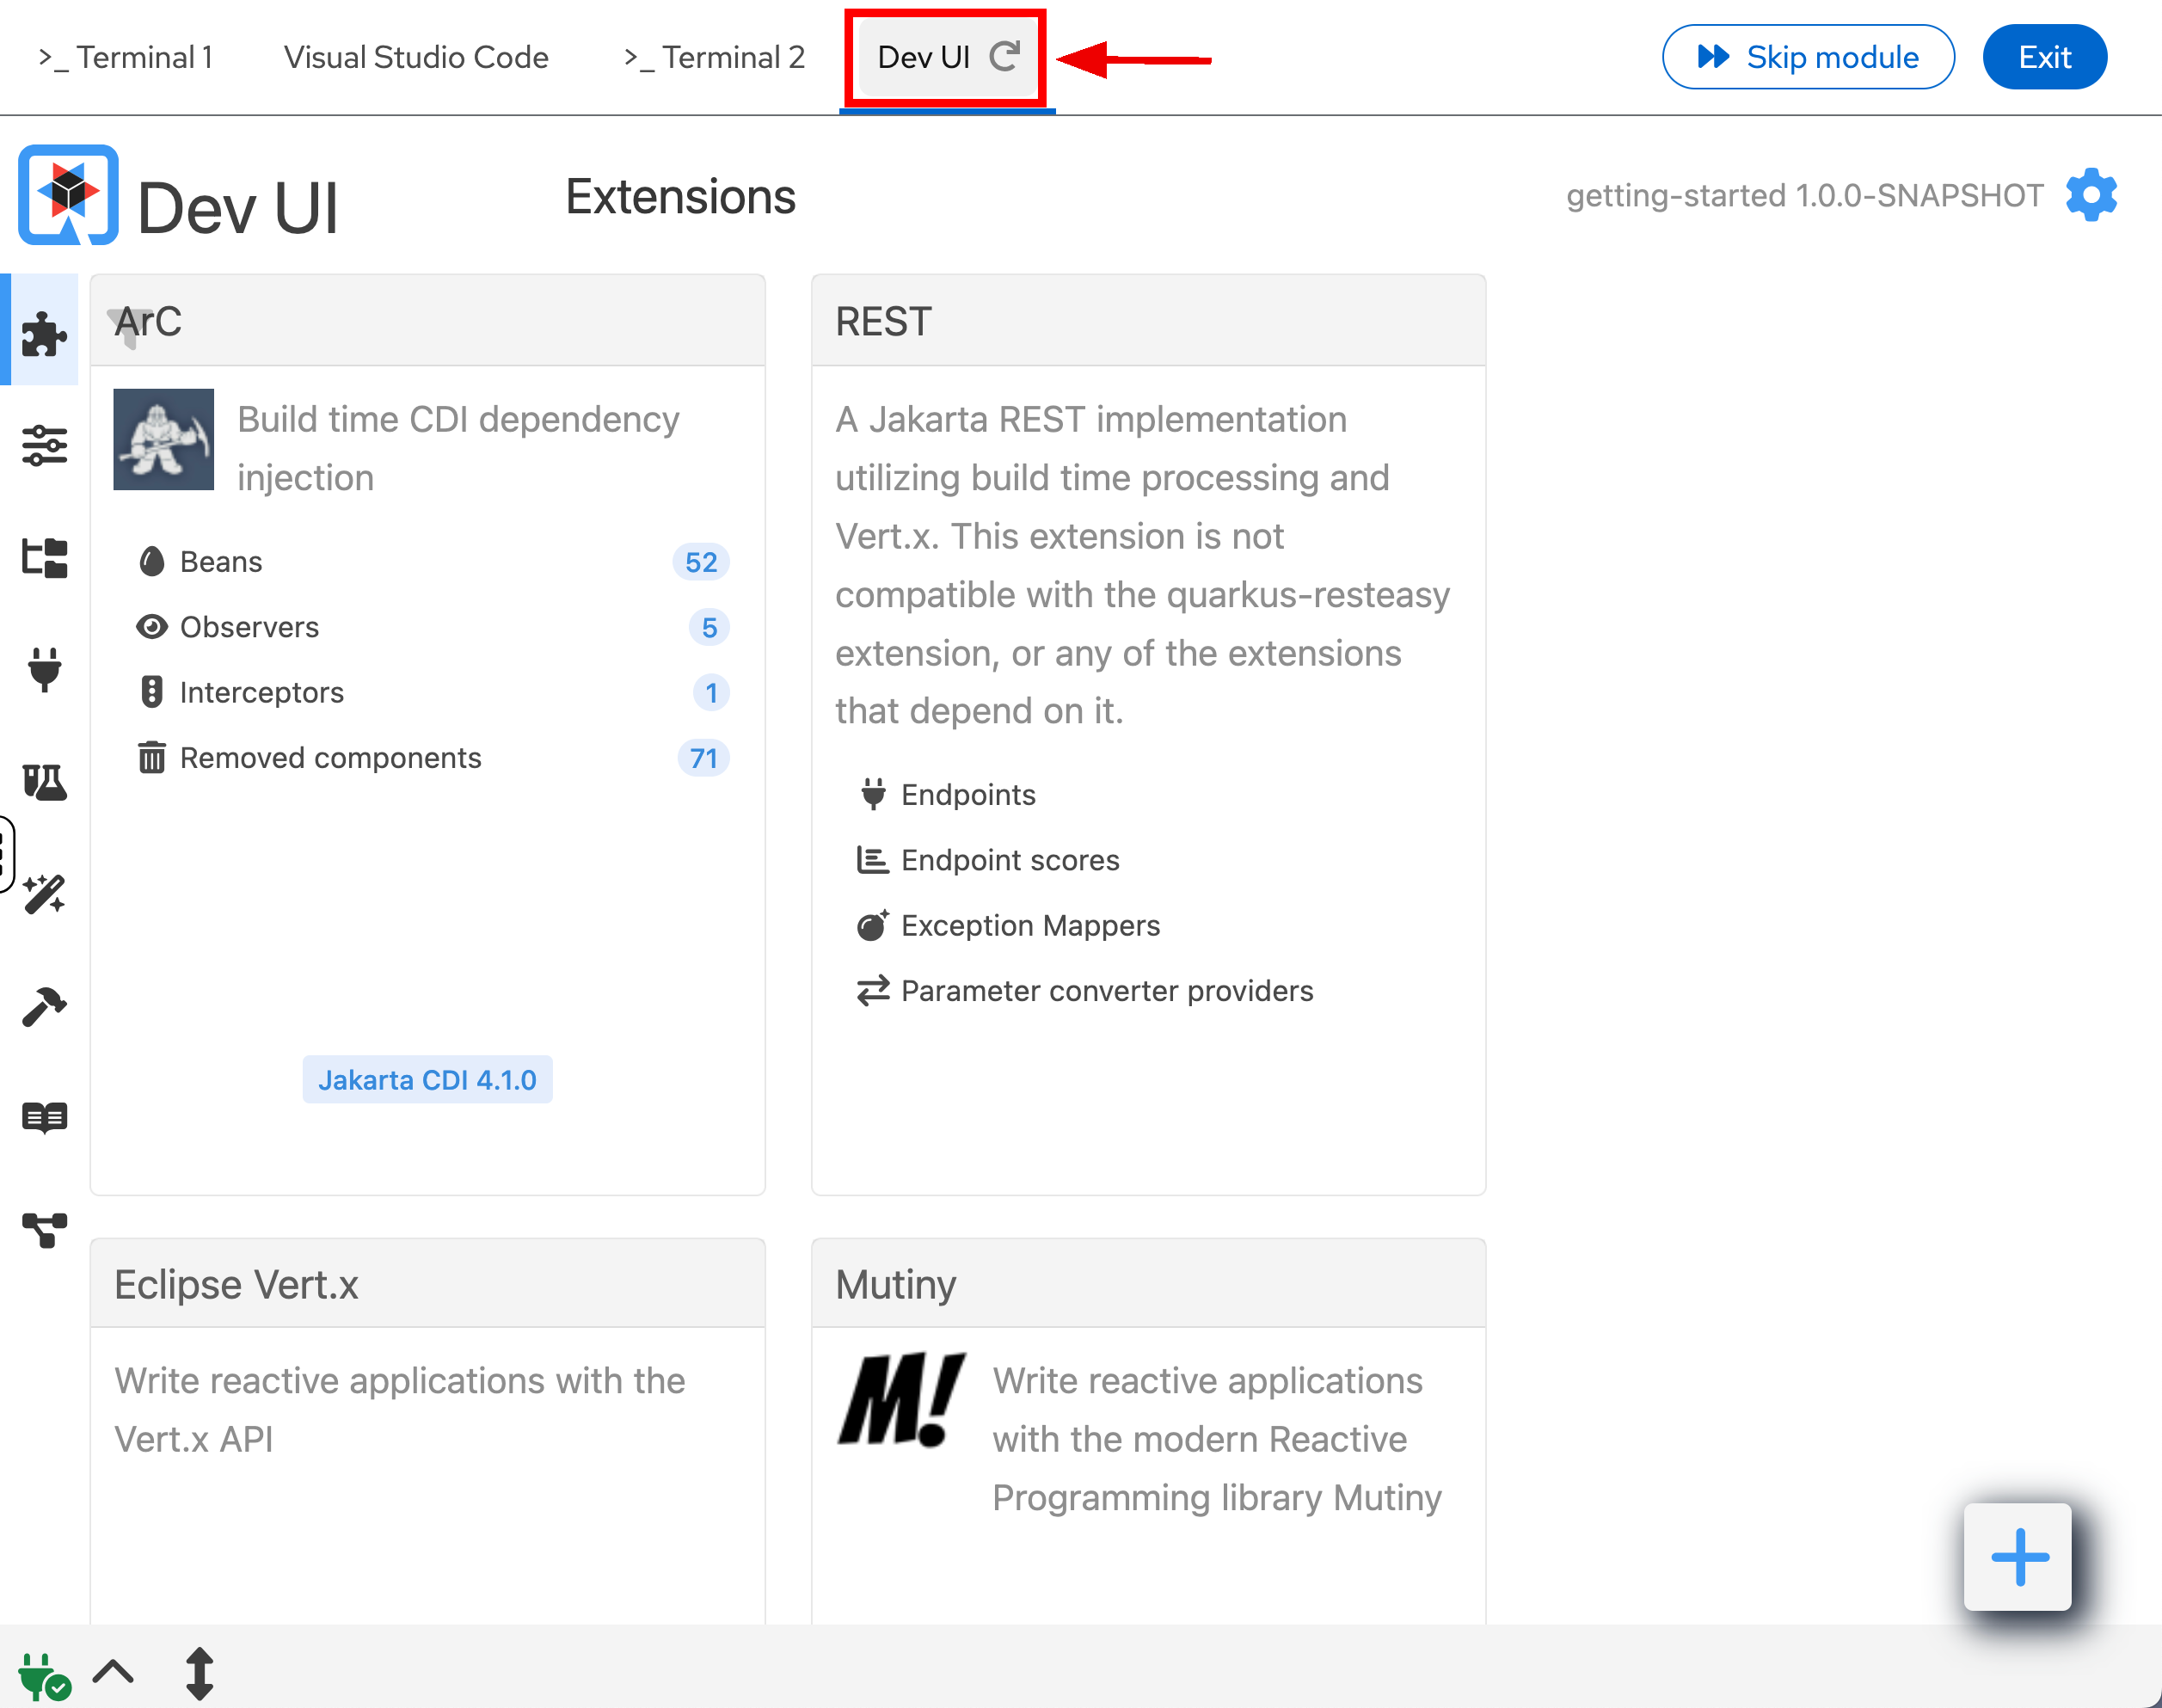 >_ Terminal 1
Visual Studio Code
>_ Terminal 2
Dev UI
Skip module
Exit
Dev UI
Extensions
getting-started 1.0.0-SNAPSHOT
ArC
Build time CDI dependency
injection
Beans
52
Observers
5
Interceptors
1
Removed components
71
Jakarta CDI 4.1.0
REST
A Jakarta REST implementation
utilizing build time processing and
Vert.x. This extension is not
compatible with the quarkus-resteasy
extension, or any of the extensions
that depend on it.
Endpoints
Endpoint scores
Exception Mappers
Parameter converter providers
Eclipse Vert.x
Write reactive applications with the
Vert.x API
Mutiny
M!
Write reactive applications
with the modern Reactive
Programming library Mutiny